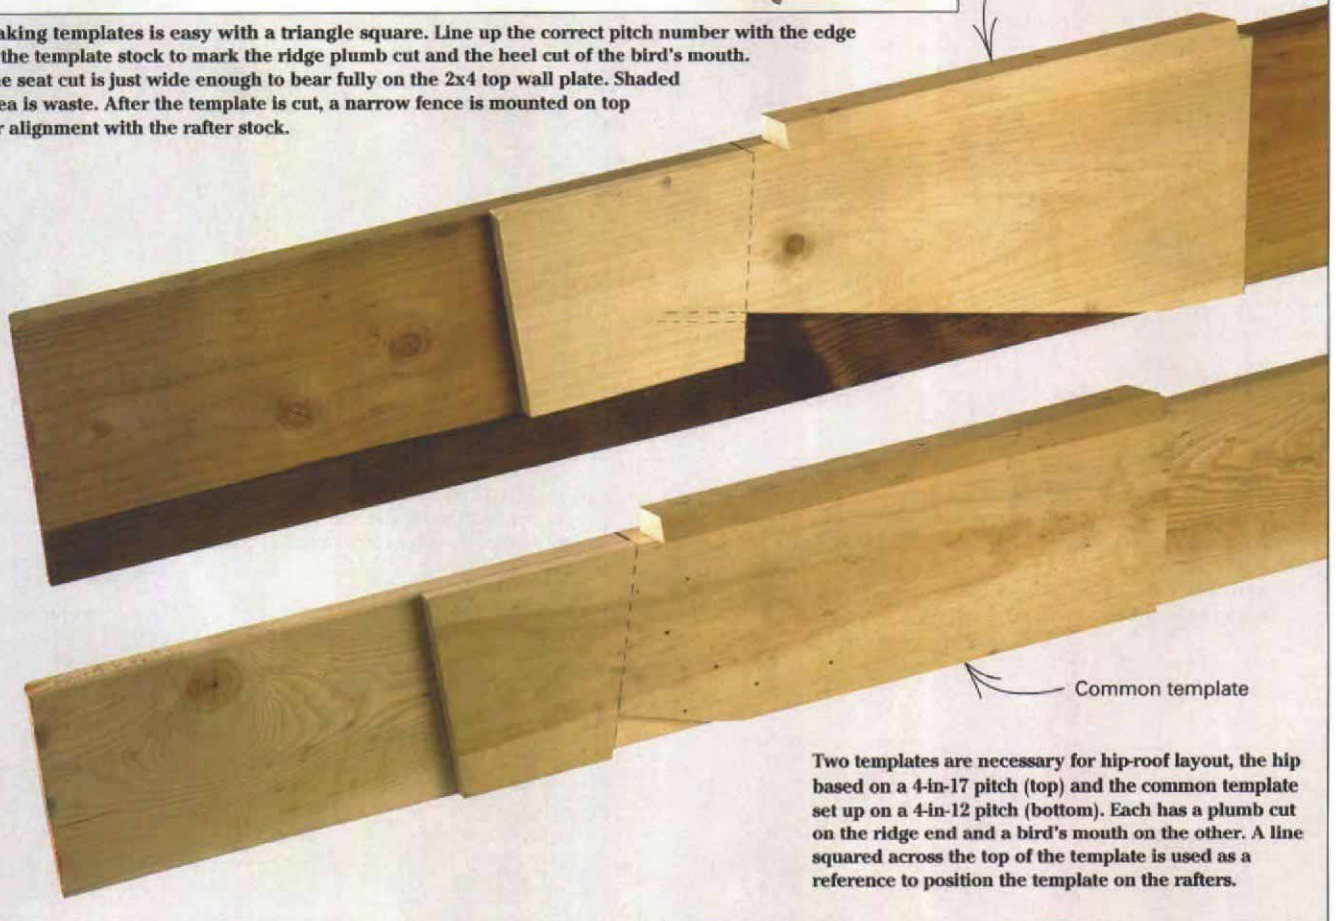 aking templates is easy with a triangle square. Line up the correct pitch number with the edge
the template stock to mark the ridge plumb cut and the heel cut of the bird's mouth.
e seat cut is just wide enough to bear fully on the 2x4 top wall plate. Shaded
ea is waste. After the template is cut, a narrow fence is mounted on top
r alignment with the rafter stock.
Common template
Two templates are necessary for hip-roof layout, the hip
based on a 4-in-17 pitch (top) and the common template
set up on a 4-in-12 pitch (bottom). Each has a plumb cut
on the ridge end and a bird's mouth on the other. A line
squared across the top of the template is used as a
reference to position the template on the rafters.